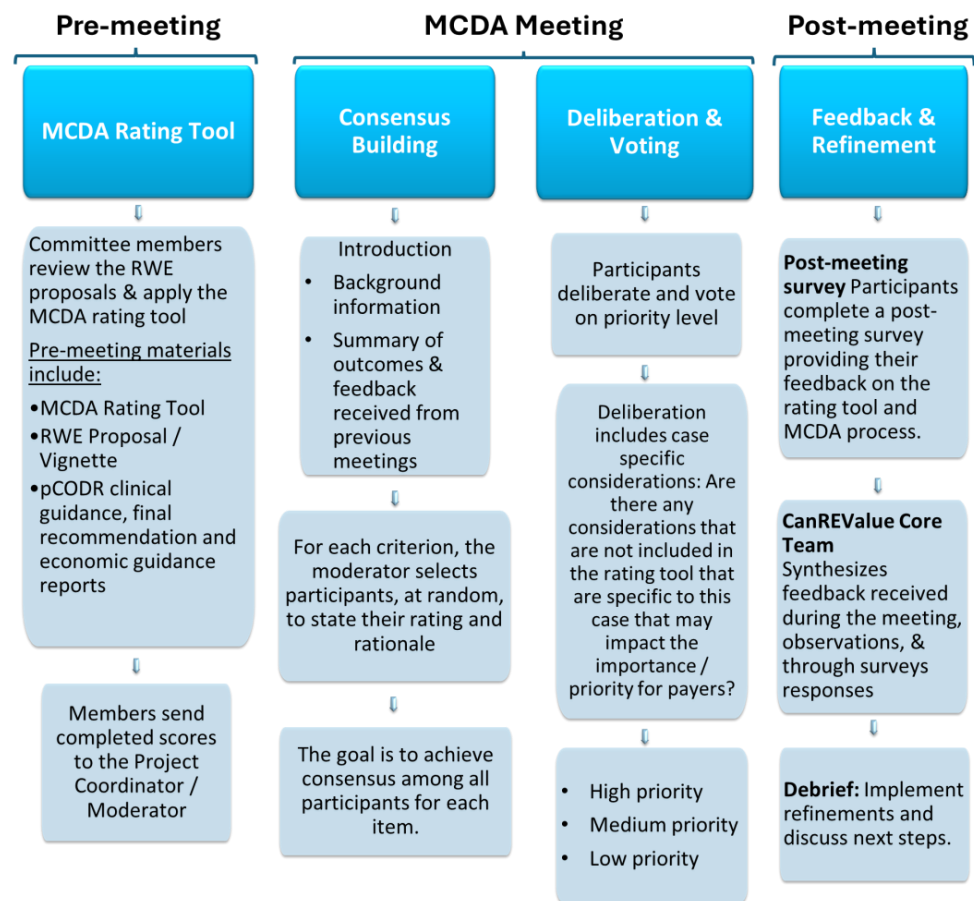 Pre-meeting
MCDA Meeting
Post-meeting
MCDA Rating Tool
Committee members
review the RWE
proposals & apply the
MCDA rating tool
Pre-meeting materials
include:
•MCDA Rating Tool
•RWE Proposal /
Vignette
•pCODR clinical
guidance, final
recommendation and
economic guidance
reports
Members send
completed scores
to the Project
Coordinator /
Moderator
Consensus
Building
Introduction
• Background
information
• Summary of
outcomes &
feedback
received from
previous
meetings
For each criterion, the
moderator selects
participants, at random,
to state their rating and
rationale
The goal is to achieve
consensus among all
participants for each
item.
Deliberation &
Voting
Participants
deliberate and vote
on priority level
Deliberation
includes case
specific
considerations: Are
there any
considerations that
are not included in
the rating tool that
are specific to this
case that may
impact the
importance /
priority for payers?
• High priority
• Medium priority
• Low priority
Feedback &
Refinement
Post-meeting
survey Participants
complete a post-
meeting survey
providing their
feedback on the
rating tool and
MCDA process.
CanREValue Core
Team
Synthesizes
feedback received
during the meeting,
observations, &
through surveys
responses
Debrief: Implement
refinements and
discuss next steps.